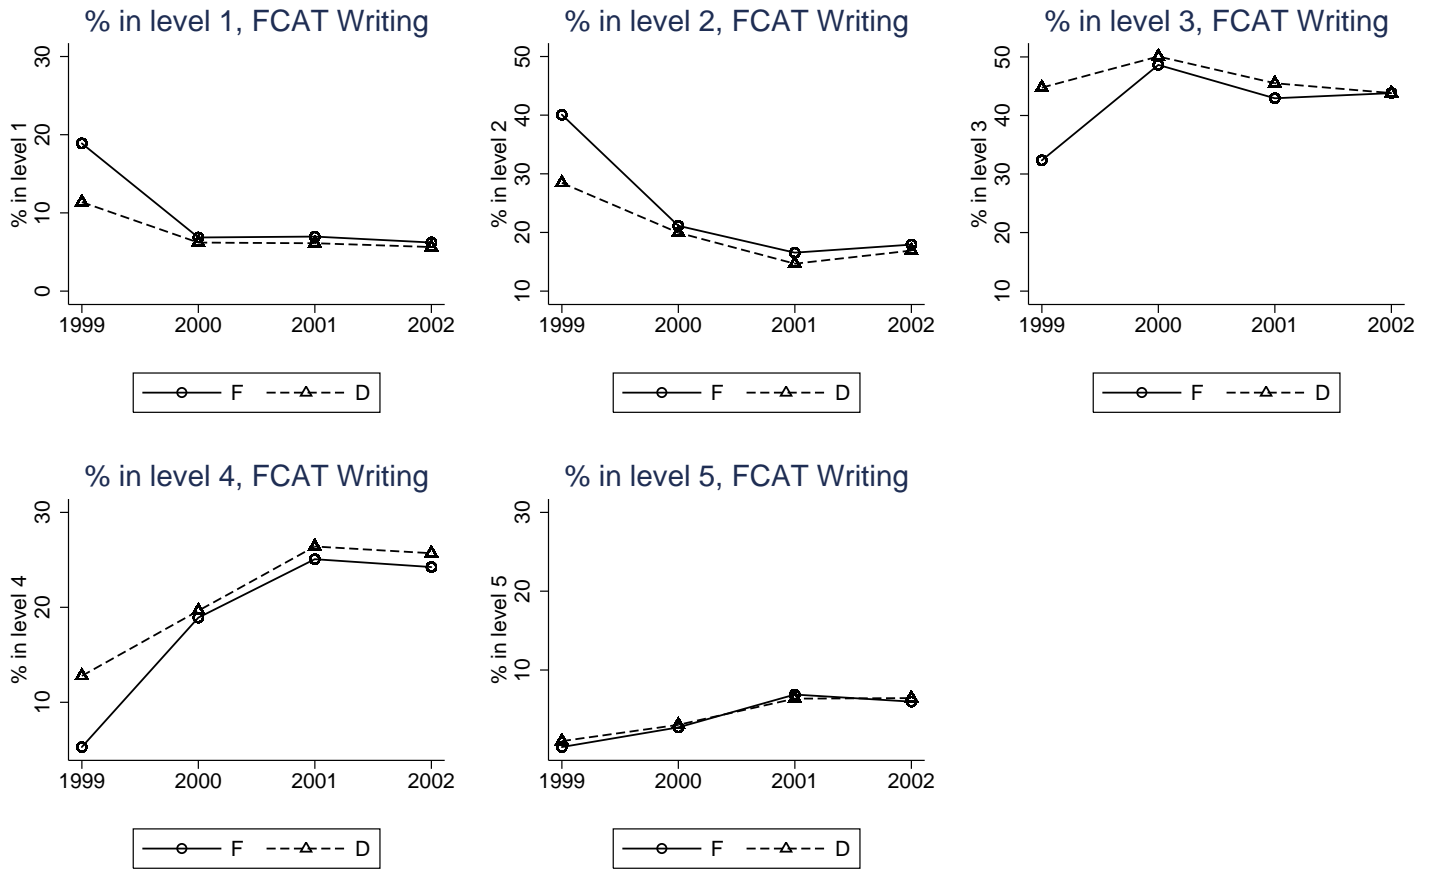 % in level 1, FCAT Writing
% in level 1
30
20
10
0
1999 2000 2001 2002
F D
% in level 2, FCAT Writing
% in level 2
50
40
30
20
10
1999 2000 2001 2002
F D
% in level 3, FCAT Writing
% in level 3
50
40
30
20
10
1999 2000 2001 2002
F D
% in level 4, FCAT Writing
% in level 4
30
20
10
1999 2000 2001 2002
F D
% in level 5, FCAT Writing
% in level 5
30
20
10
1999 2000 2001 2002
F D